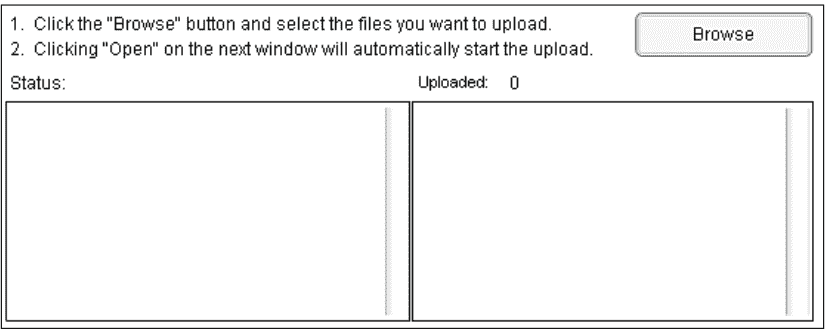 1. Click the "Browse" button and select the files you want to upload.
2. Clicking "Open" on the next window will automatically start the upload.
Browse
Status:
Uploaded: 0